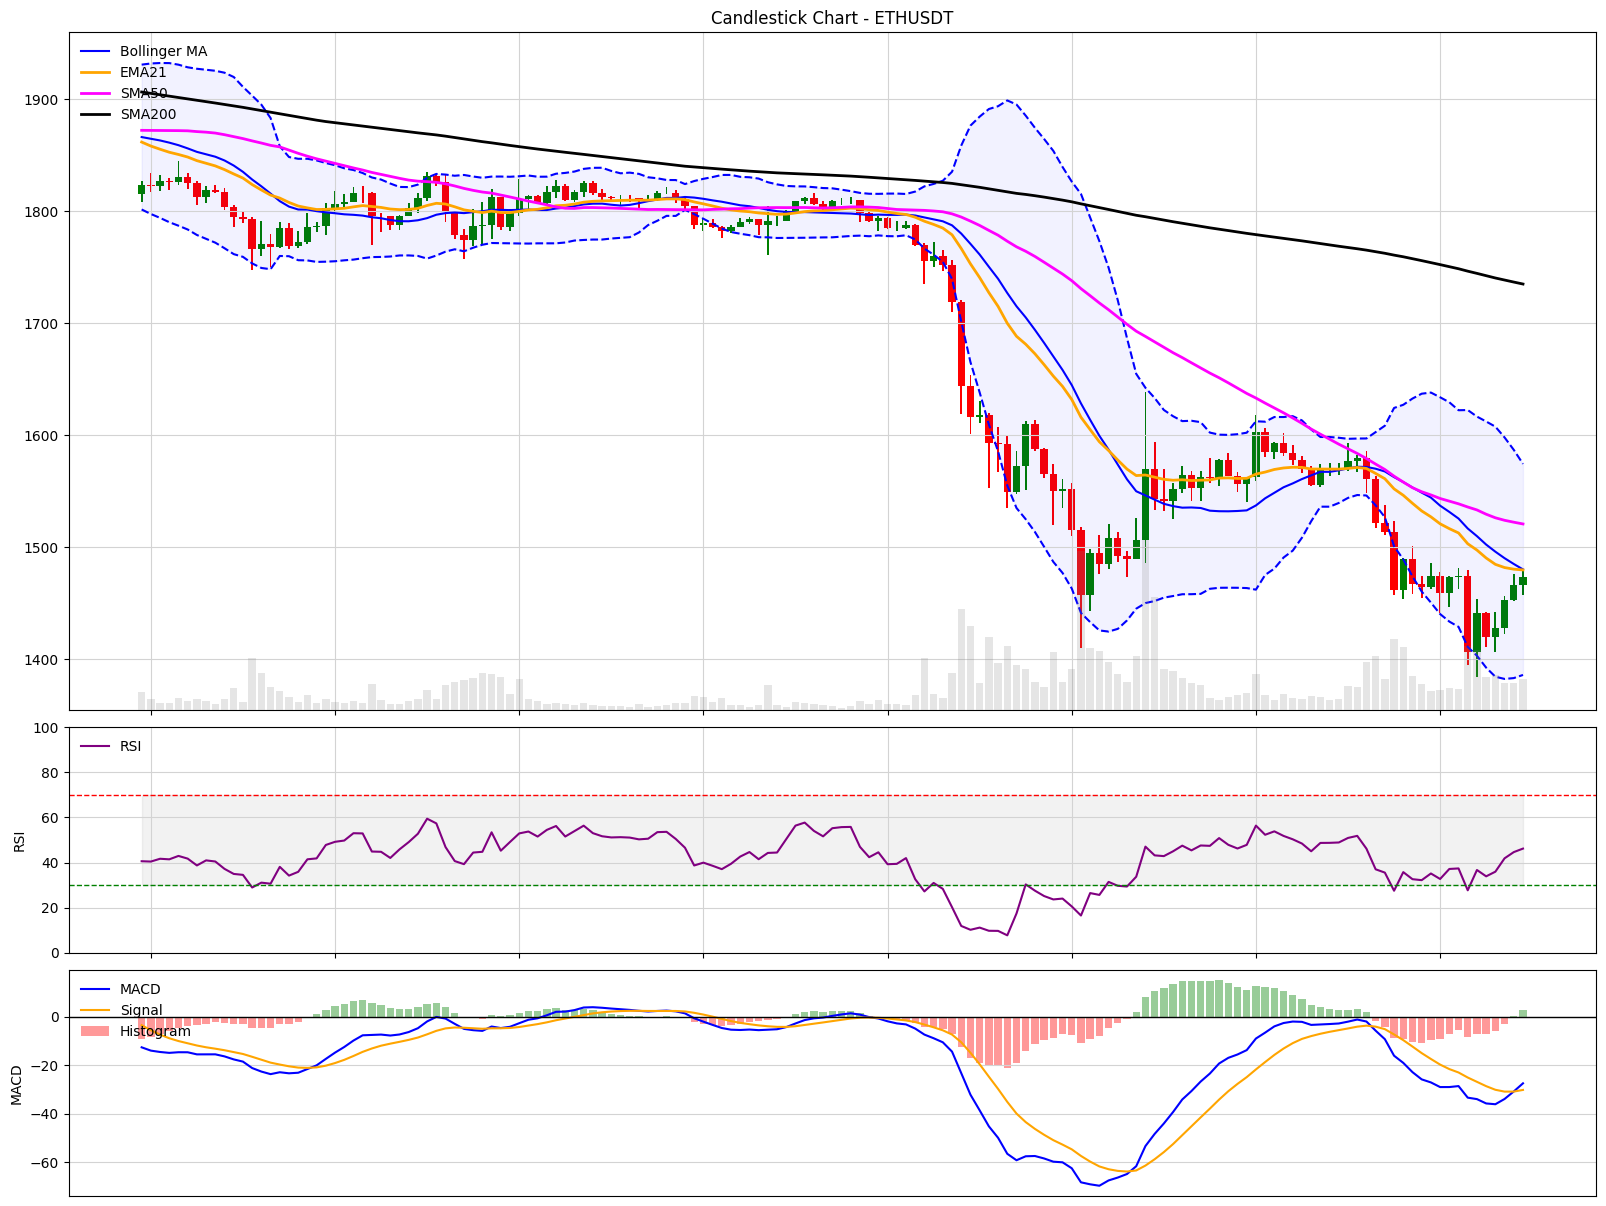 Candlestick Chart - ETHUSDT
Bollinger MA
EMA21
SMA50
SMA200
1900
1800
1700
1600
1500
1400
RSI
100
80
60
40
20
0
RSI
MACD
Signal
Histogram
0
−20
−40
−60
MACD